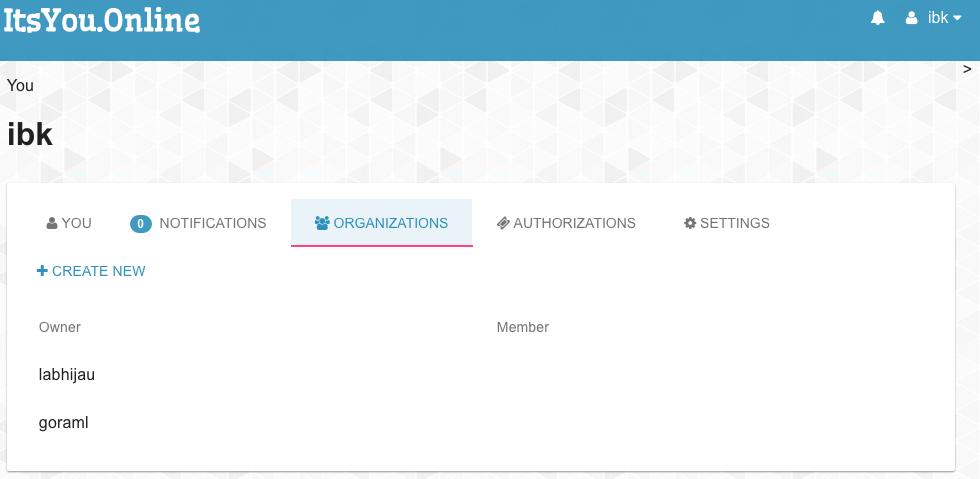 ItsYou.Online
ibk
>
You
ibk
YOU 0 NOTIFICATIONS ORGANIZATIONS AUTHORIZATIONS SETTINGS
+ CREATE NEW
Owner Member
labhijau
goraml